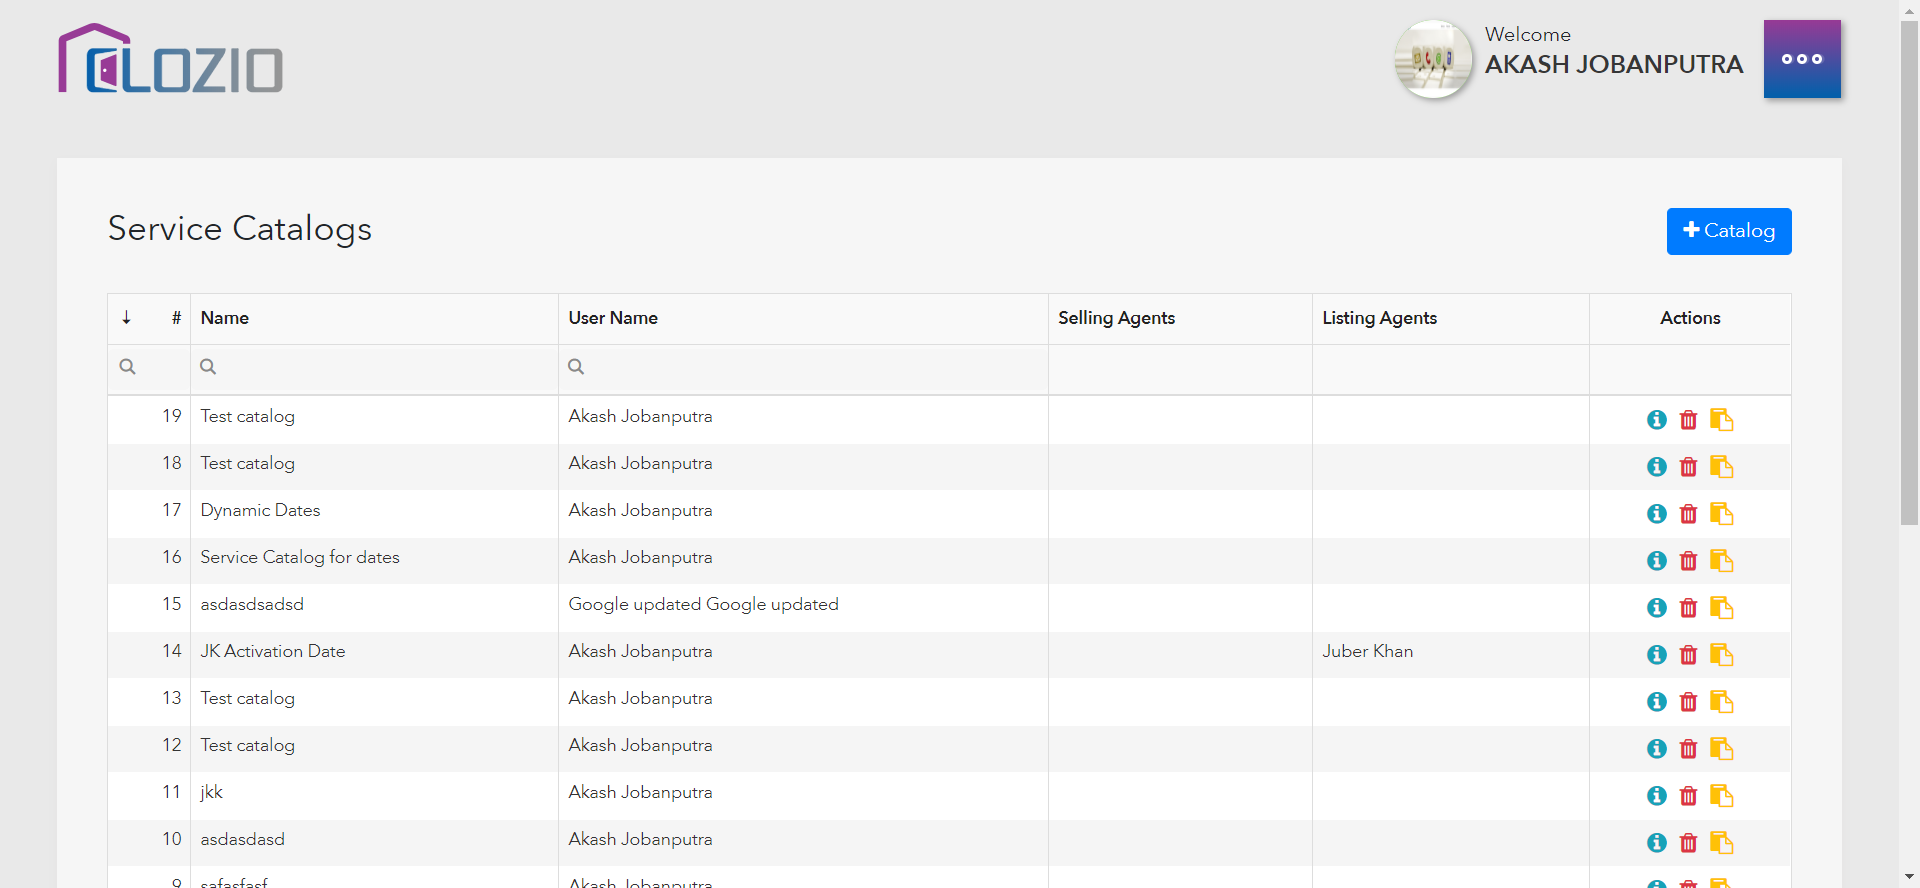 CLOZIO
Welcome
AKASH JOBANPUTRA
Service Catalogs
Catalog
# Name User Name Selling Agents Listing Agents Actions
19 Test catalog Akash Jobanputra
18 Test catalog Akash Jobanputra
17 Dynamic Dates Akash Jobanputra
16 Service Catalog for dates Akash Jobanputra
15 asdasdsadsd Google updated Google updated
14 JK Activation Date Akash Jobanputra Juber Khan
13 Test catalog Akash Jobanputra
12 Test catalog Akash Jobanputra
11 jkk Akash Jobanputra
10 asdasdasd Akash Jobanputra
9 safasfasf Akash Jobanputra